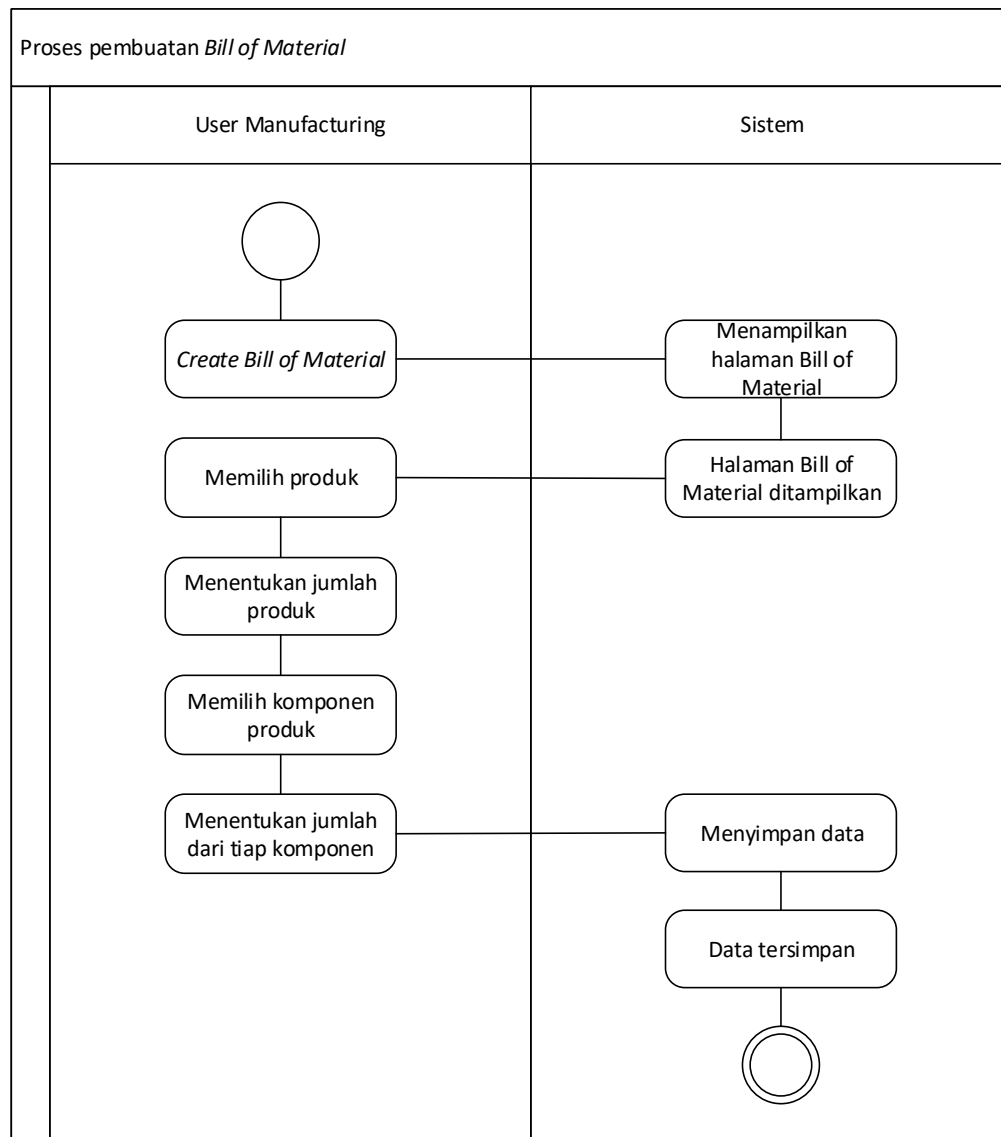 Proses pembuatan Bill of Material
User Manufacturing
Sistem
Create Bill of Material
Menampilkan
halaman Bill of
Material
Memilih produk
Halaman Bill of
Material ditampilkan
Menentukan jumlah
produk
Memilih komponen
produk
Menentukan jumlah
dari tiap komponen
Menyimpan data
Data tersimpan